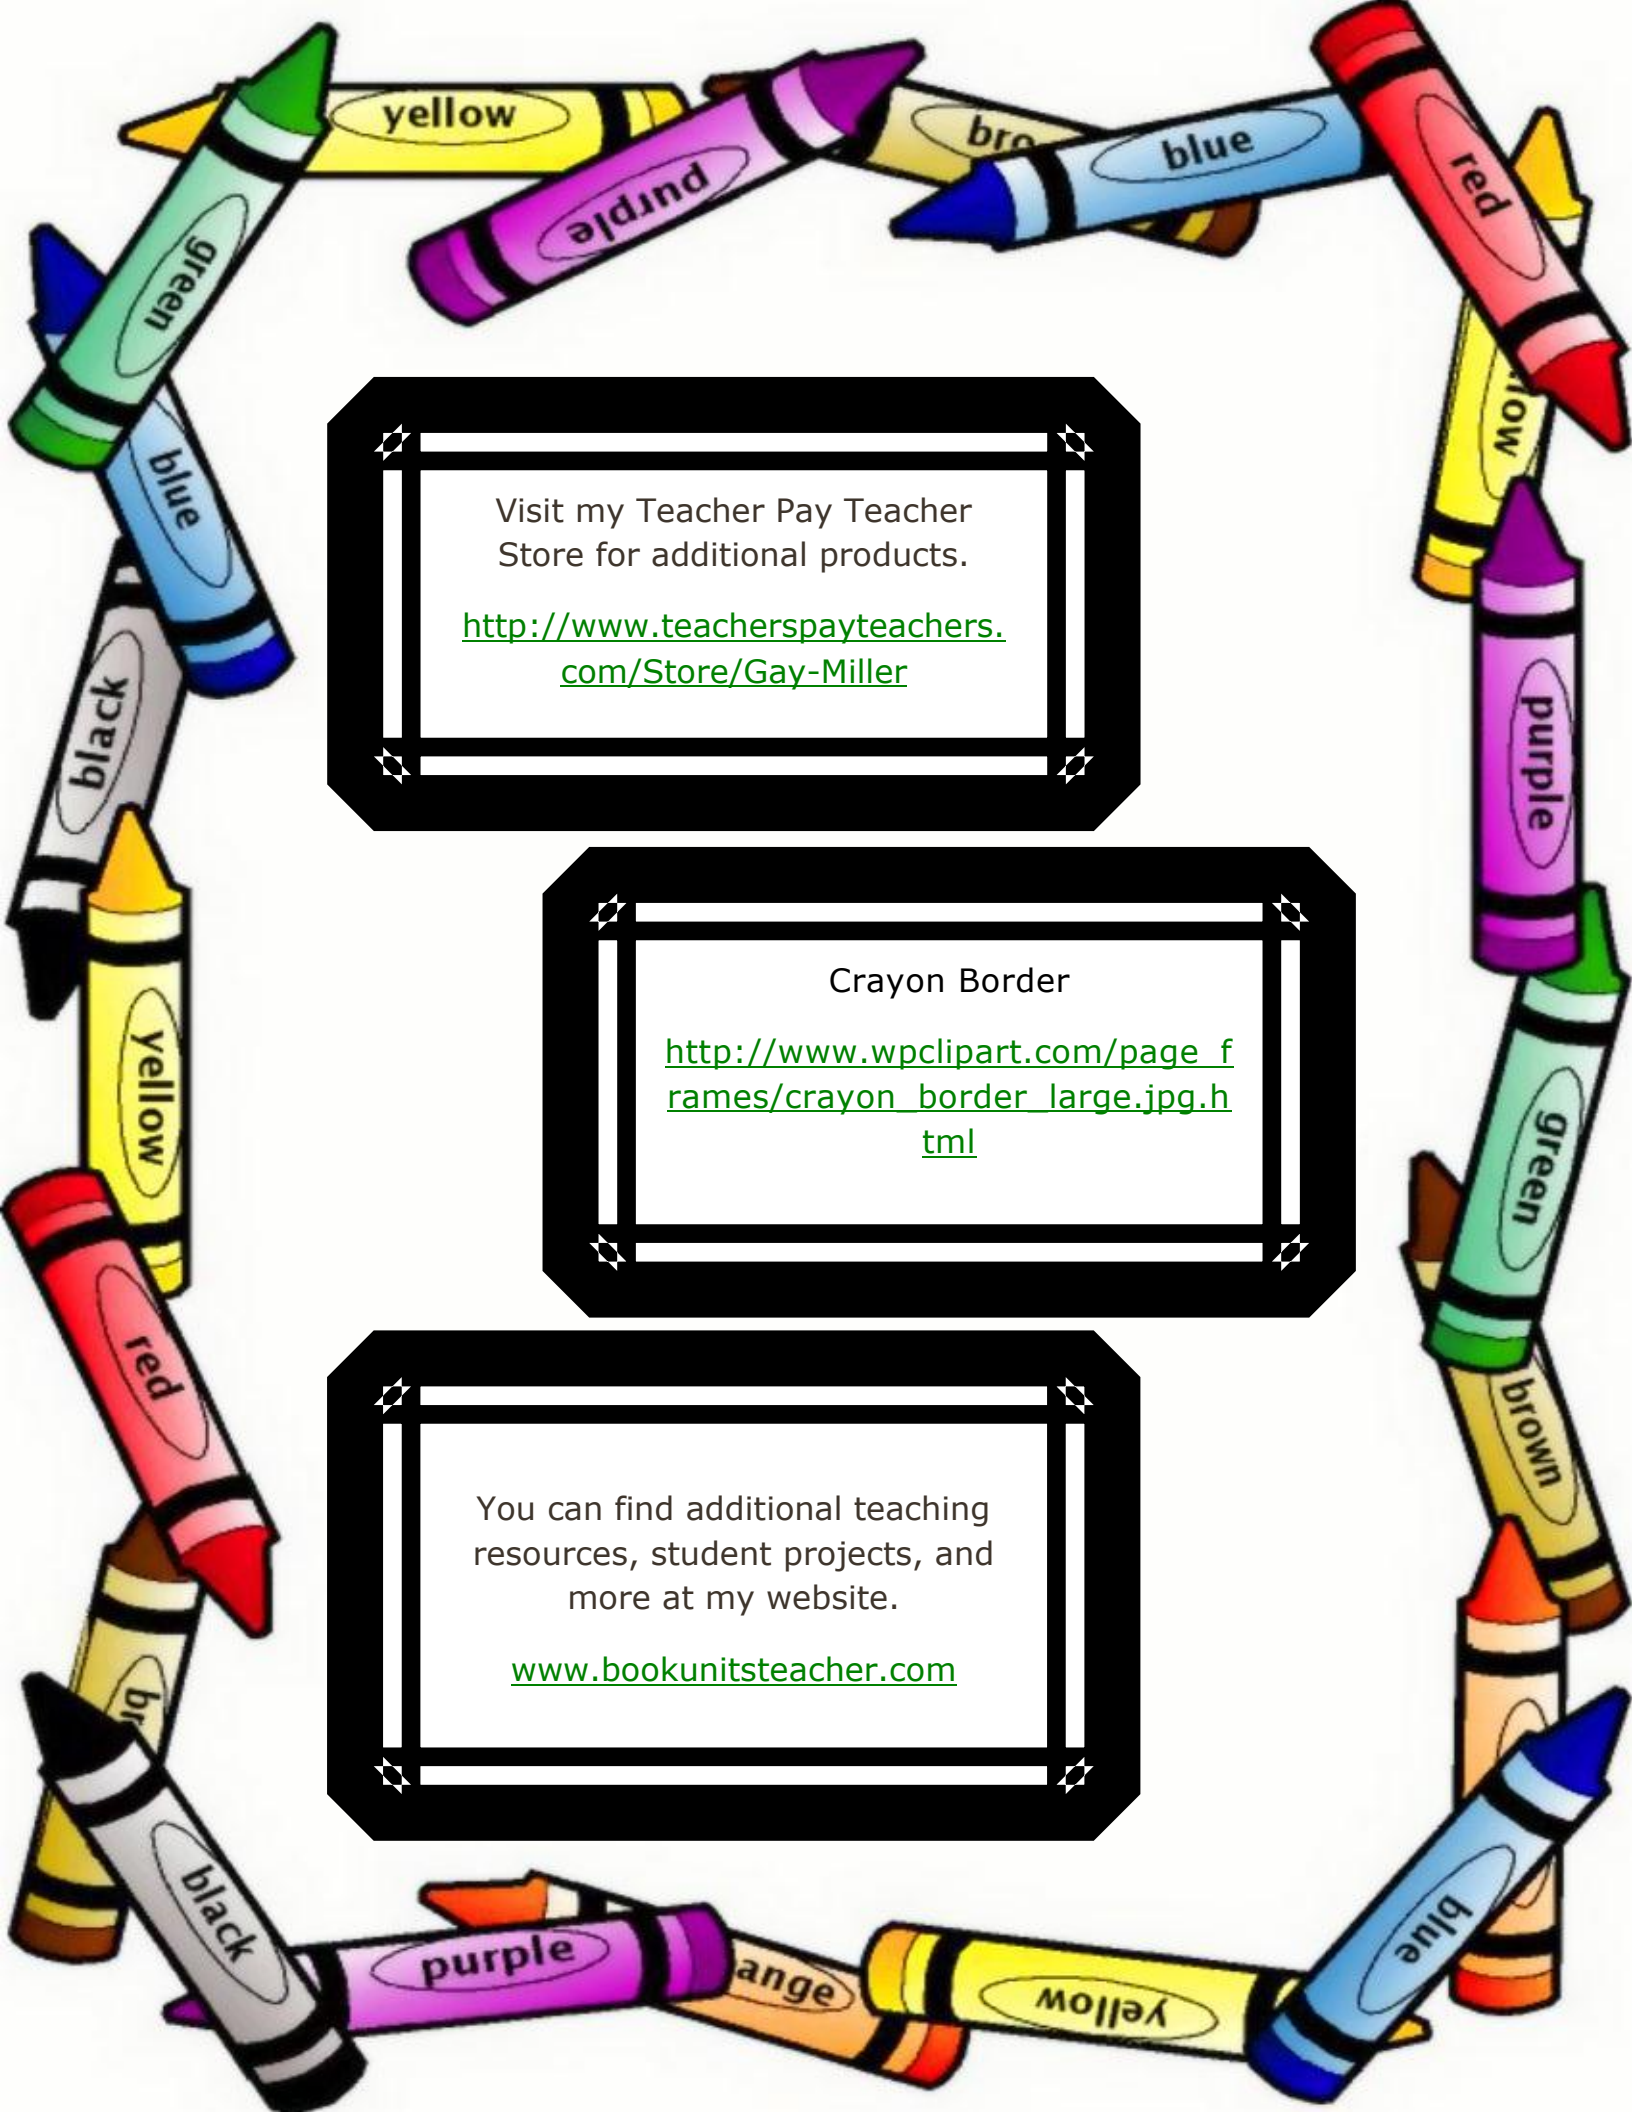 yellow
purple
bro
blue
red
green
blue
low
Visit my Teacher Pay Teacher
Store for additional products.
http://www.teacherspayteachers.
com/Store/Gay-Miller
black
purple
Crayon Border
http://www.wpclipart.com/page_f
rames/crayon_border_large.jpg.h
tml
yellow
green
red
brown
You can find additional teaching
resources, student projects, and
more at my website.
www.bookunitsteacher.com
br
black
purple
ange
yellow
blue